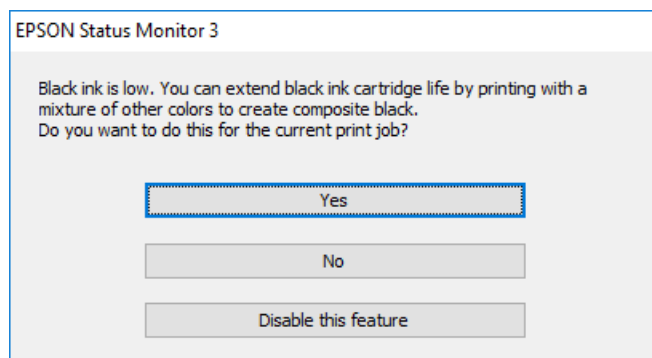 EPSON Status Monitor 3
Black ink is low. You can extend black ink cartridge life by printing with a
mixture of other colors to create composite black.
Do you want to do this for the current print job?
Yes
No
Disable this feature